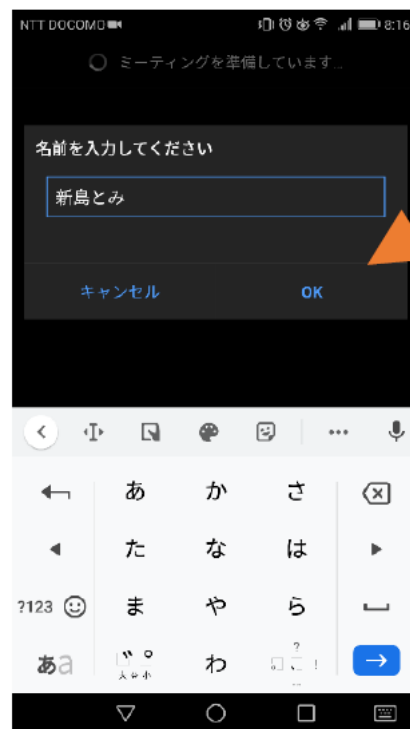 NTT DOCOMO 8:16
ミーティングを準備しています...
名前を入力してください
新島とみ
キャンセル OK
あ か さ
た な は
?123 ま や ら
あa 大⇔小 わ 、。?!